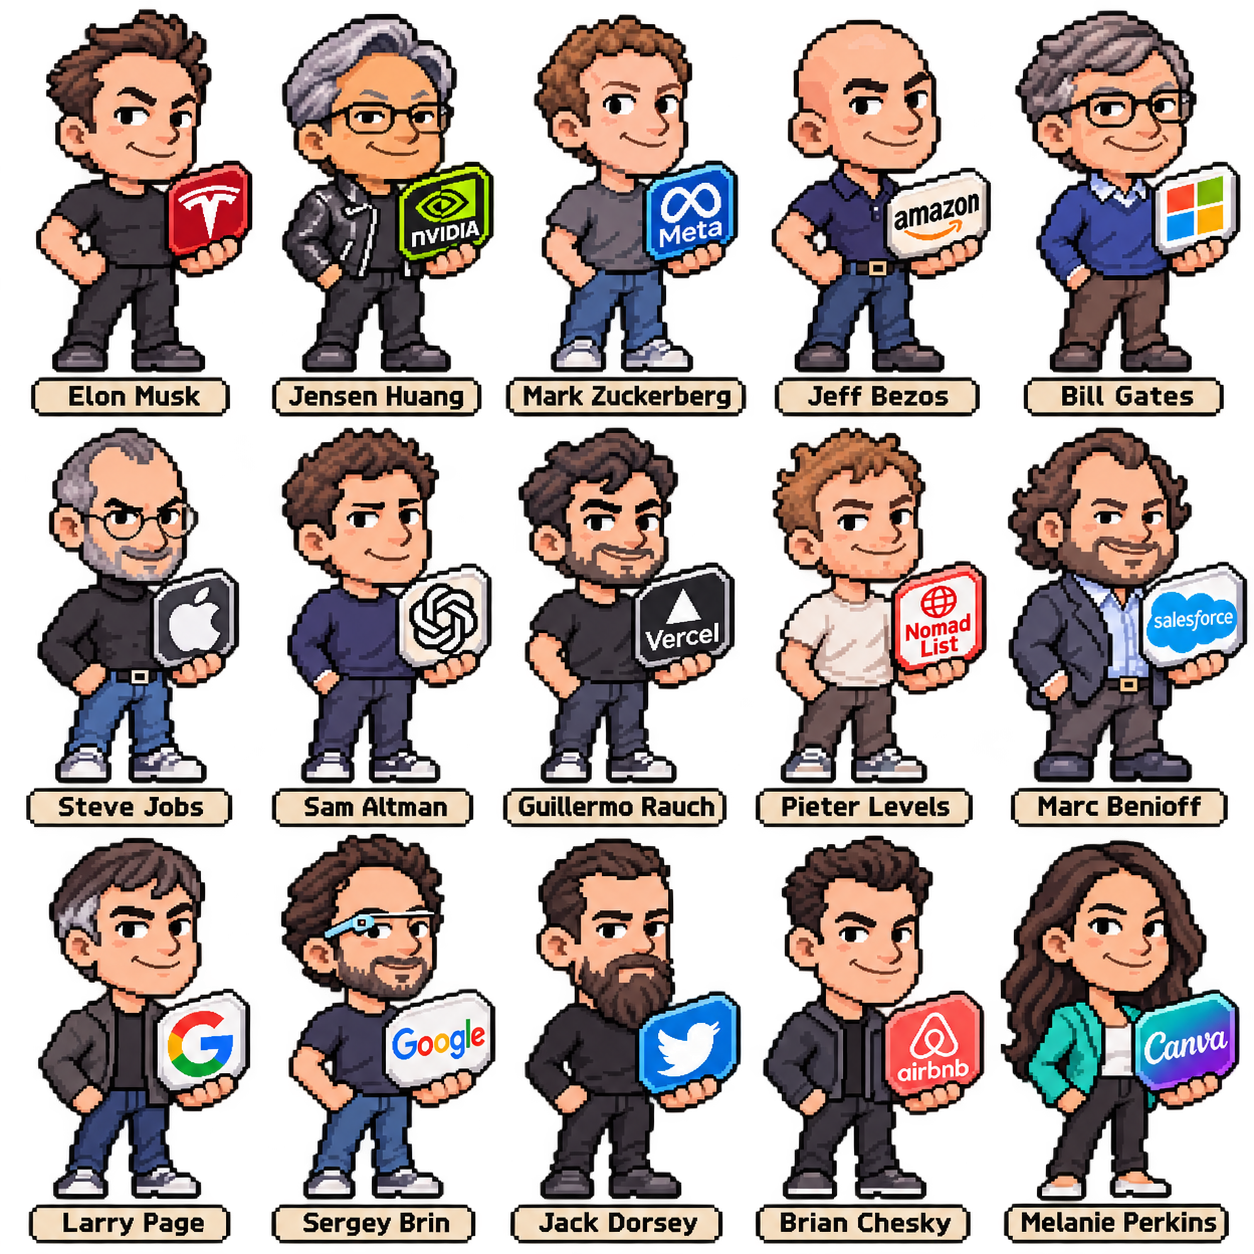 nVIDIA
Meta
amazon
Elon Musk
Jensen Huang
Mark Zuckerberg
Jeff Bezos
Bill Gates
Vercel
Nomad
List
salesforce
Steve Jobs
Sam Altman
Guillermo Rauch
Pieter Levels
Marc Benioff
G
Google
airbnb
Canva
Larry Page
Sergey Brin
Jack Dorsey
Brian Chesky
Melanie Perkins